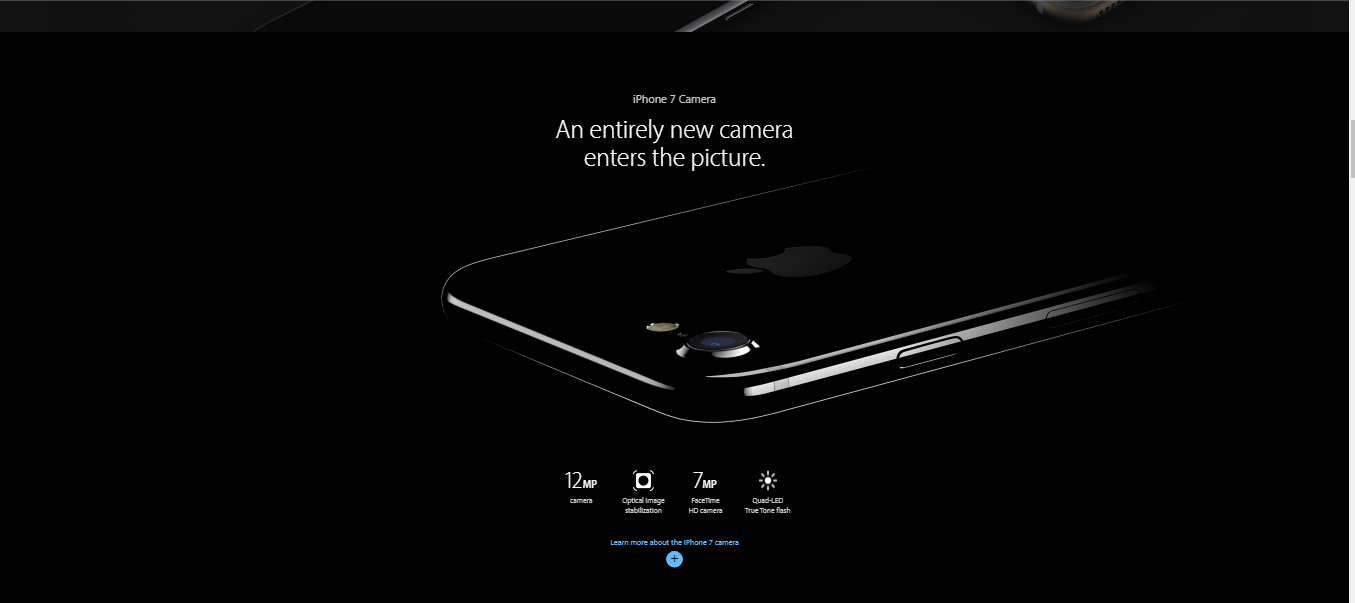 iPhone 7 Camera
An entirely new camera
enters the picture.
12MP
camera
Optical image
stabilization
7MP
FaceTime
HD camera
Quad-LED
True Tone flash
Learn more about the iPhone 7 camera
+